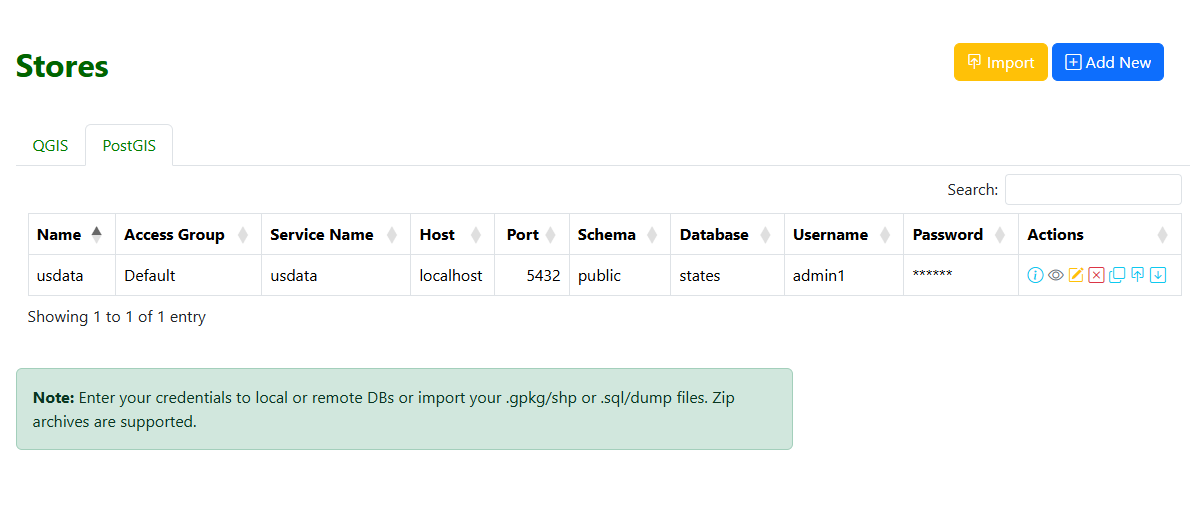 Stores
Import
Add New
QGIS
PostGIS
Search:
Name Access Group Service Name Host Port Schema Database Username Password Actions
usdata Default usdata localhost 5432 public states admin1 ******
Showing 1 to 1 of 1 entry
Note: Enter your credentials to local or remote DBs or import your .gpkg/shp or .sql/dump files. Zip
archives are supported.